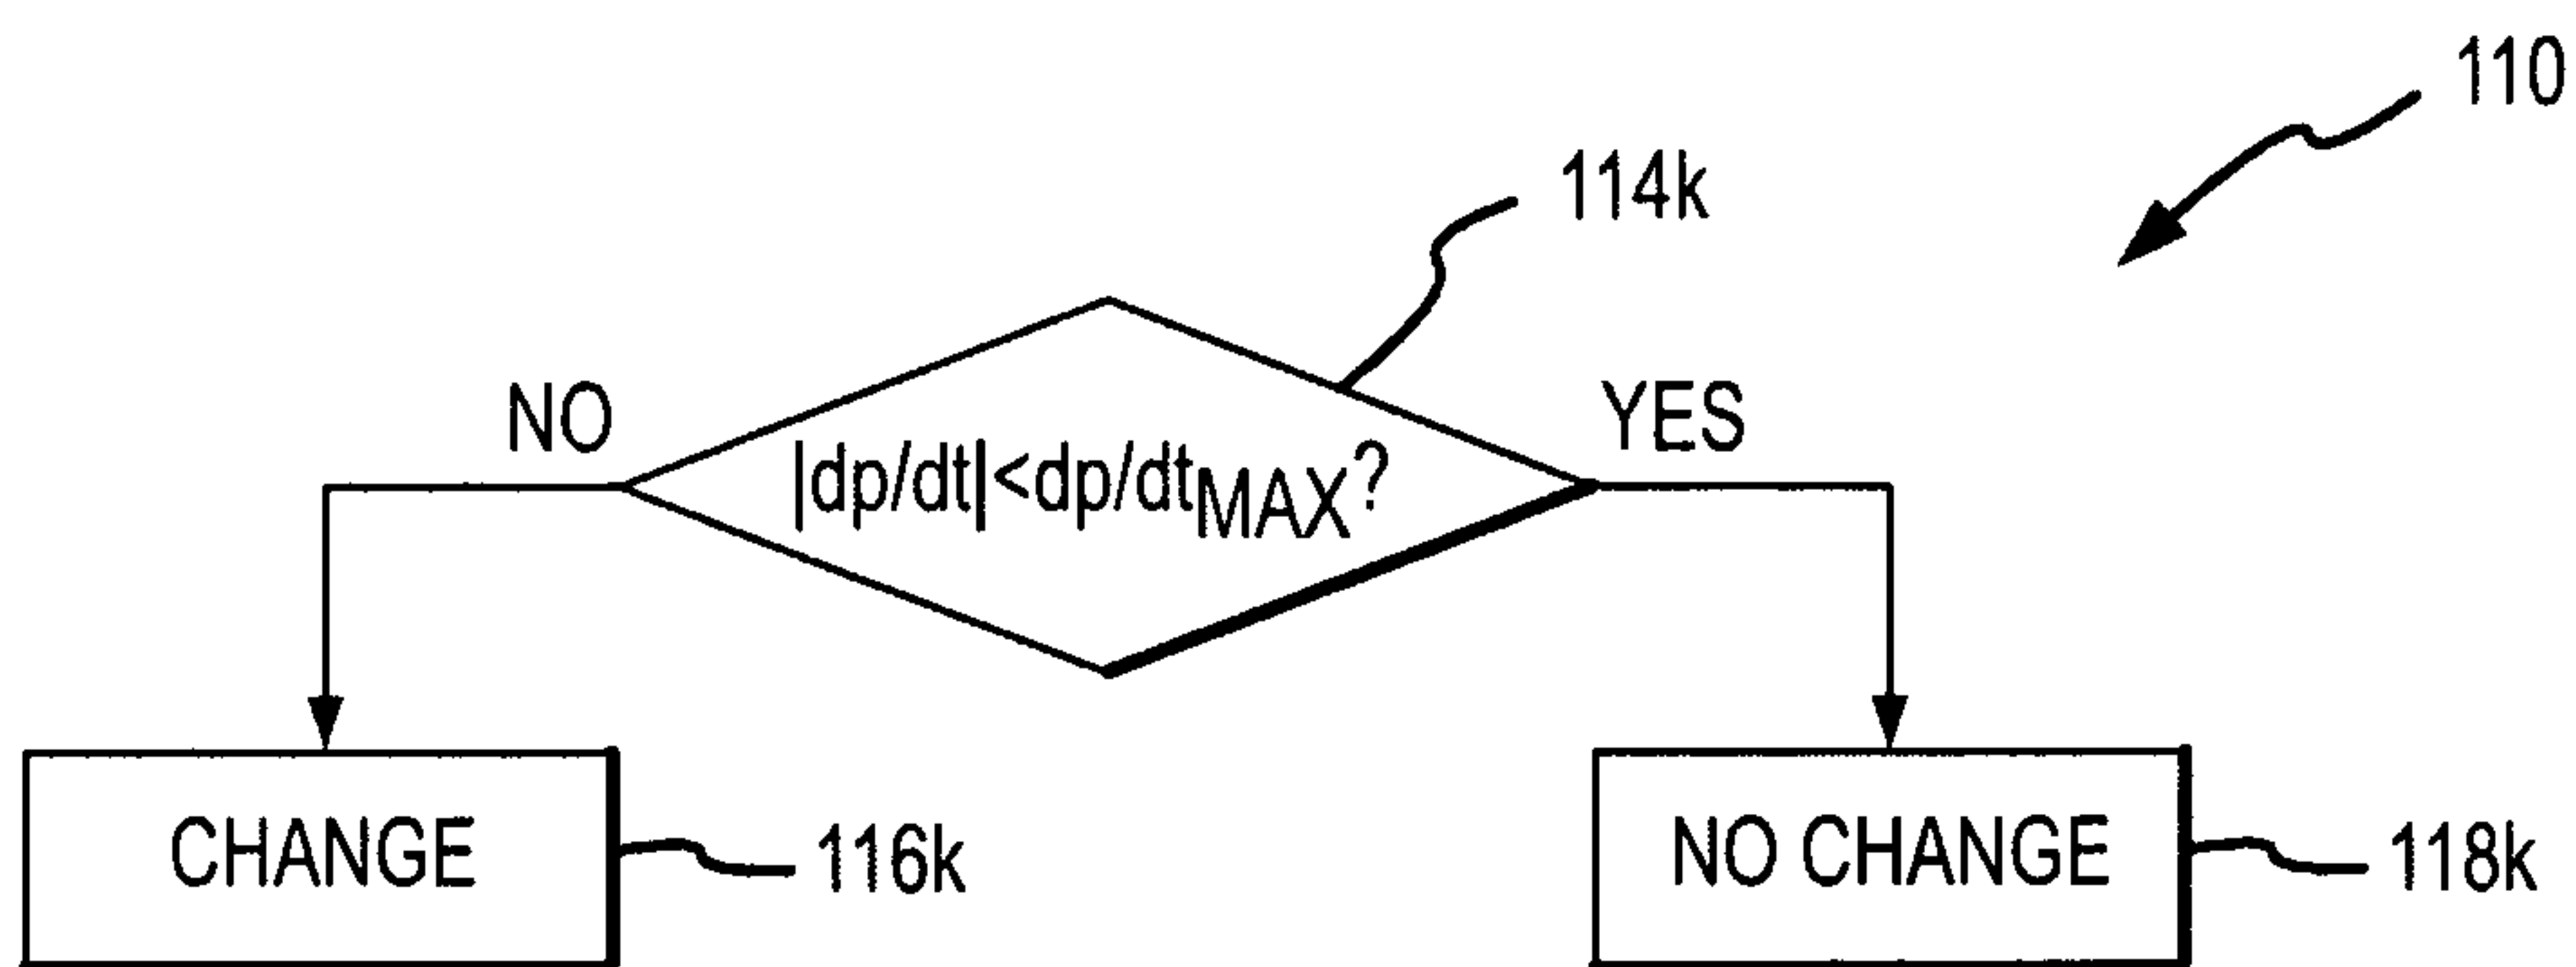 110
114k
NO
YES
|dp/dt|<dp/dtMAX?
CHANGE
116k
NO CHANGE
118k